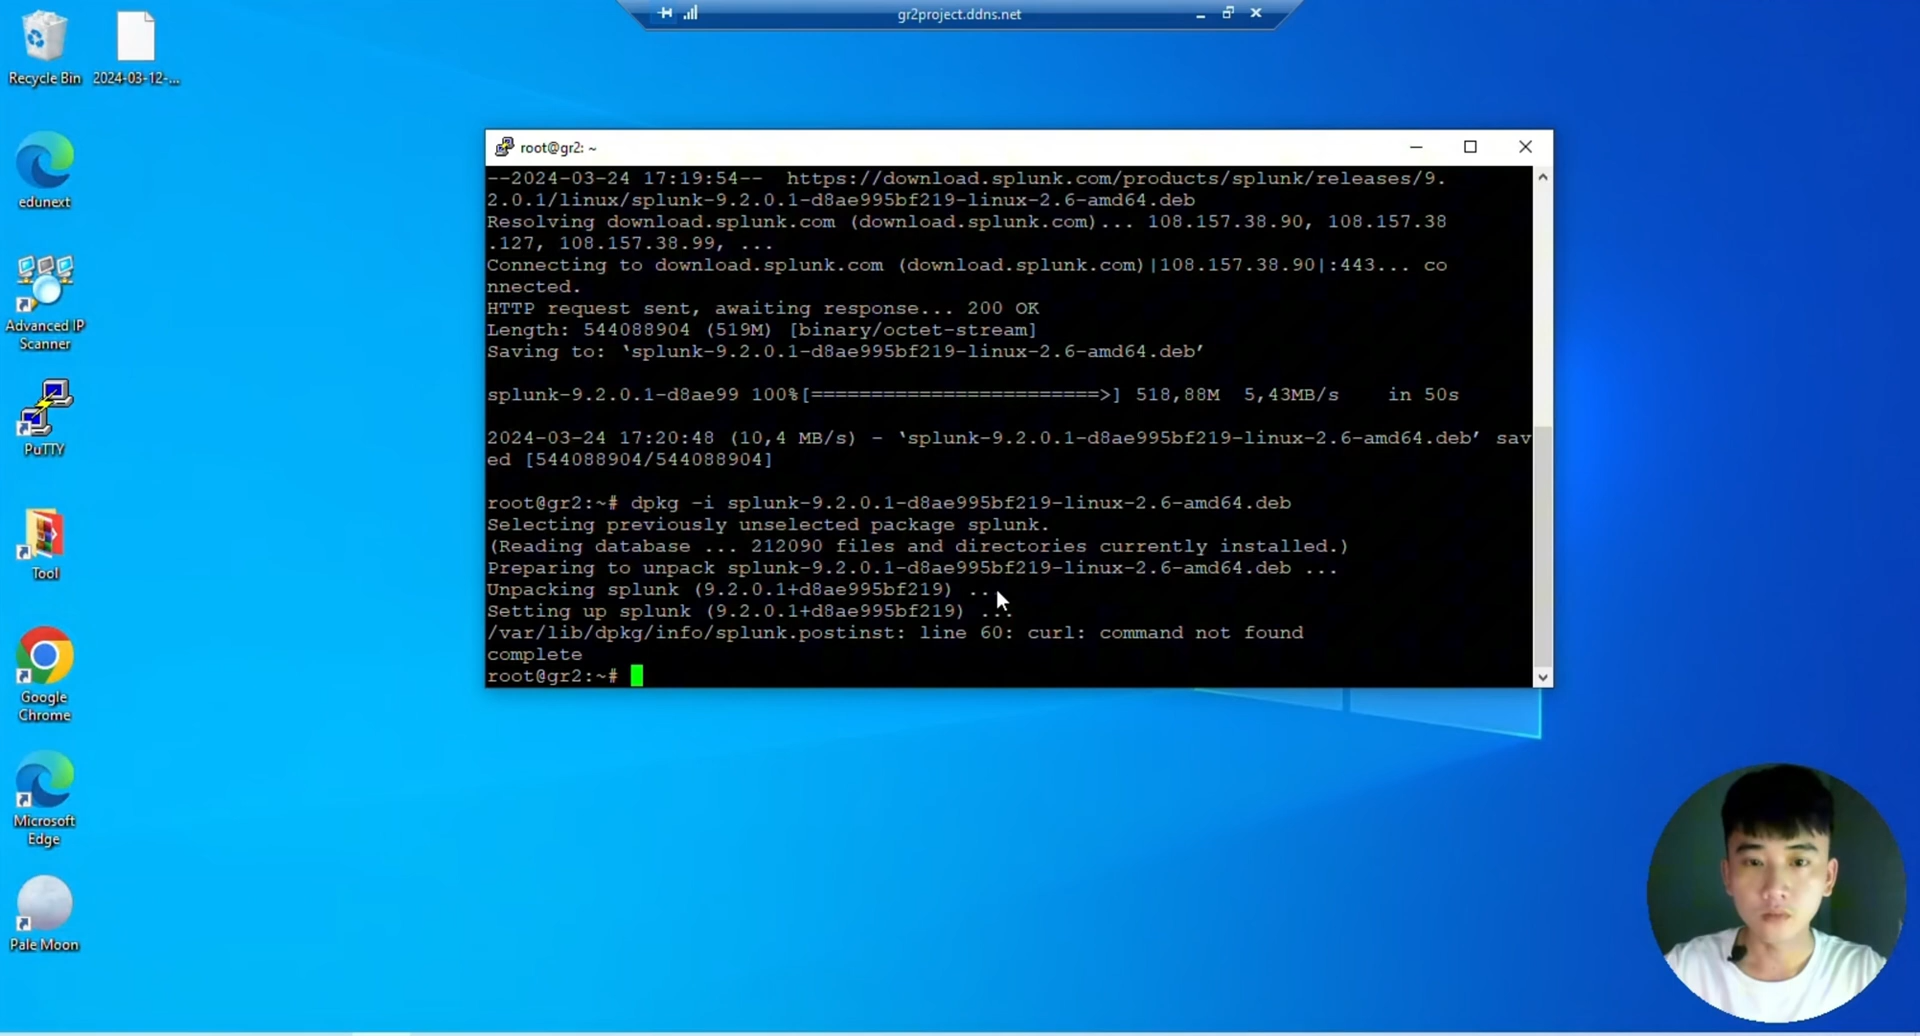 gr2project.ddns.net
Recycle Bin
2024-03-12-...
edunext
Advanced IP
Scanner
PuTTY
Tool
Google
Chrome
Microsoft
Edge
Pale Moon
root@gr2: ~
--2024-03-24 17:19:54--  https://download.splunk.com/products/splunk/releases/9.
2.0.1/linux/splunk-9.2.0.1-d8ae995bf219-linux-2.6-amd64.deb
Resolving download.splunk.com (download.splunk.com)... 108.157.38.90, 108.157.38
.127, 108.157.38.99, ...
Connecting to download.splunk.com (download.splunk.com)|108.157.38.90|:443... co
nnected.
HTTP request sent, awaiting response... 200 OK
Length: 544088904 (519M) [binary/octet-stream]
Saving to: ‘splunk-9.2.0.1-d8ae995bf219-linux-2.6-amd64.deb’
splunk-9.2.0.1-d8ae99 100%[========================>] 518,88M  5,43MB/s    in 50s
2024-03-24 17:20:48 (10,4 MB/s) - ‘splunk-9.2.0.1-d8ae995bf219-linux-2.6-amd64.deb’ sav
ed [544088904/544088904]
root@gr2:~# dpkg -i splunk-9.2.0.1-d8ae995bf219-linux-2.6-amd64.deb
Selecting previously unselected package splunk.
(Reading database ... 212090 files and directories currently installed.)
Preparing to unpack splunk-9.2.0.1-d8ae995bf219-linux-2.6-amd64.deb ...
Unpacking splunk (9.2.0.1+d8ae995bf219) ...
Setting up splunk (9.2.0.1+d8ae995bf219) ...
/var/lib/dpkg/info/splunk.postinst: line 60: curl: command not found
complete
root@gr2:~#